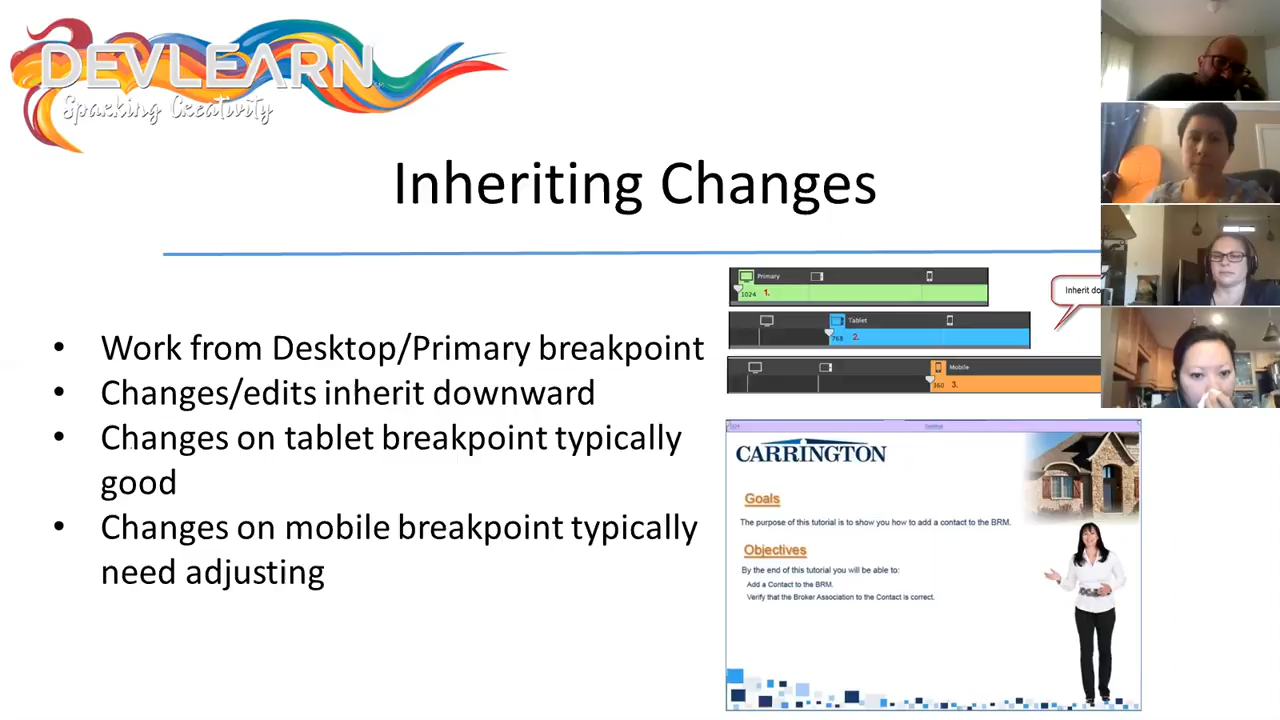 DEVLEARN
Sparking Creativity
Inheriting Changes
Primary
1024 1.
Inherit do
Tablet
768 2.
Mobile
360 3.
• Work from Desktop/Primary breakpoint
• Changes/edits inherit downward
• Changes on tablet breakpoint typically
good
• Changes on mobile breakpoint typically
need adjusting
CARRINGTON
Goals
The purpose of this tutorial is to show you how to add a contact to the BRM.
Objectives
By the end of this tutorial you will be able to:
Add a Contact to the BRM.
Verify that the Broker Association to the Contact is correct.